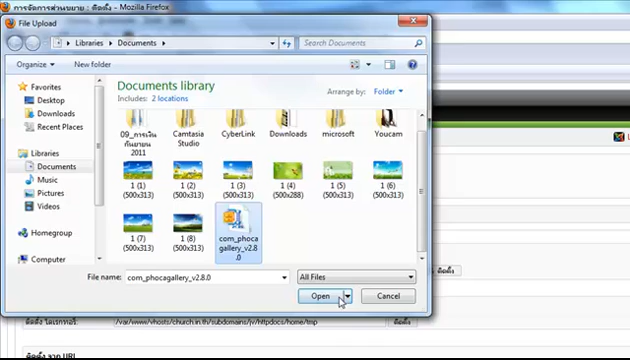 การจัดการส่วนขยาย : ติดตั้ง - Mozilla Firefox
File Upload
Libraries
Documents
Search Documents
Organize
New folder
Favorites
Desktop
Downloads
Recent Places
Libraries
Documents
Music
Pictures
Videos
Homegroup
Computer
Documents library
Includes: 2 locations
Arrange by: Folder
09_การเงิน
กันยายน
2011
Camtasia
Studio
CyberLink
Downloads
microsoft
Youcam
1 (1)
(500x313)
1 (2)
(500x313)
1 (3)
(500x313)
1 (4)
(500x288)
1 (5)
(500x313)
1 (6)
(500x313)
1 (7)
(500x313)
1 (8)
(500x313)
com_phoca
gallery_v2.8.
0
File name: com_phocagallery_v2.8.0
All Files
Open
Cancel
ติดตั้ง
ติดตั้ง ไดเรกทอรี: /var/www/vhosts/church.in.th/subdomains/jv/httpdocs/home/tmp
ติดตั้ง
ติดตั้ง จาก URL